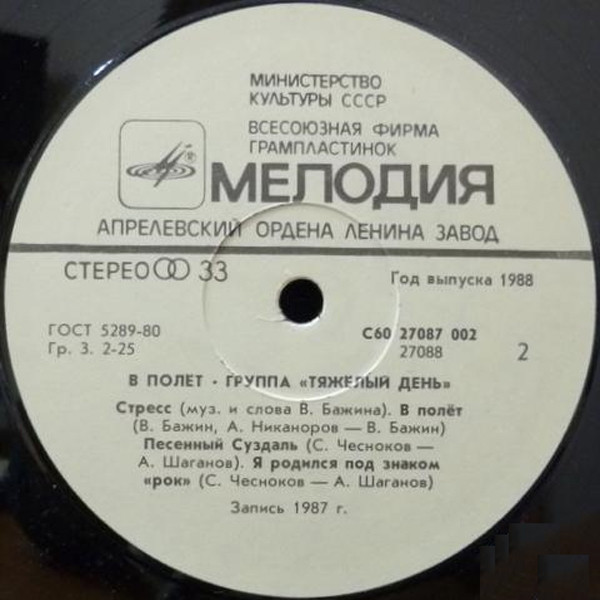 МИНИСТЕРСТВО
КУЛЬТУРЫ СССР
ВСЕСОЮЗНАЯ ФИРМА
ГРАМПЛАСТИНОК
®
МЕЛОДИЯ
АПРЕЛЕВСКИЙ ОРДЕНА ЛЕНИНА ЗАВОД
СТЕРЕО 33
Год выпуска 1988
ГОСТ 5289-80
Гр. 3. 2-25
С60 27087 002
27088
2
В ПОЛЕТ · ГРУППА «ТЯЖЕЛЫЙ ДЕНЬ»
Стресс (муз. и слова В. Бажина). В полёт
(В. Бажин, А. Никаноров — В. Бажин)
Песенный Суздаль (С. Чесноков —
А. Шаганов). Я родился под знаком
«рок» (С. Чесноков — А. Шаганов)
Запись 1987 г.